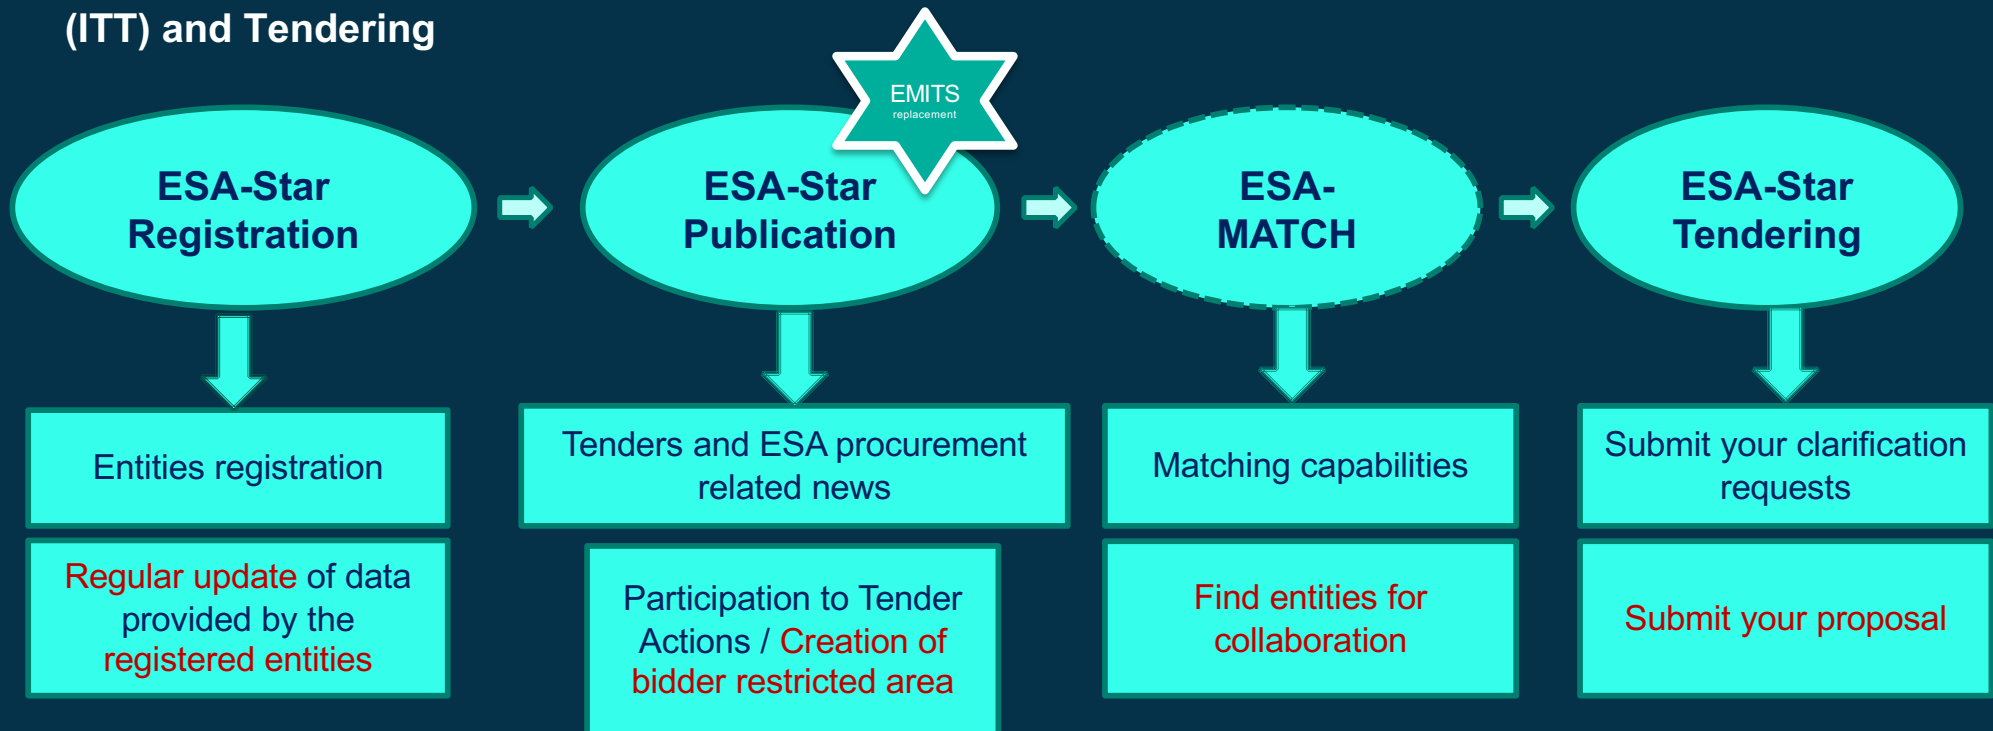 (ITT) and Tendering
EMITS
replacement
ESA-Star
Registration
ESA-Star
Publication
ESA-
MATCH
ESA-Star
Tendering
Entities registration
Regular update of data
provided by the
registered entities
Tenders and ESA procurement
related news
Participation to Tender
Actions / Creation of
bidder restricted area
Matching capabilities
Find entities for
collaboration
Submit your clarification
requests
Submit your proposal